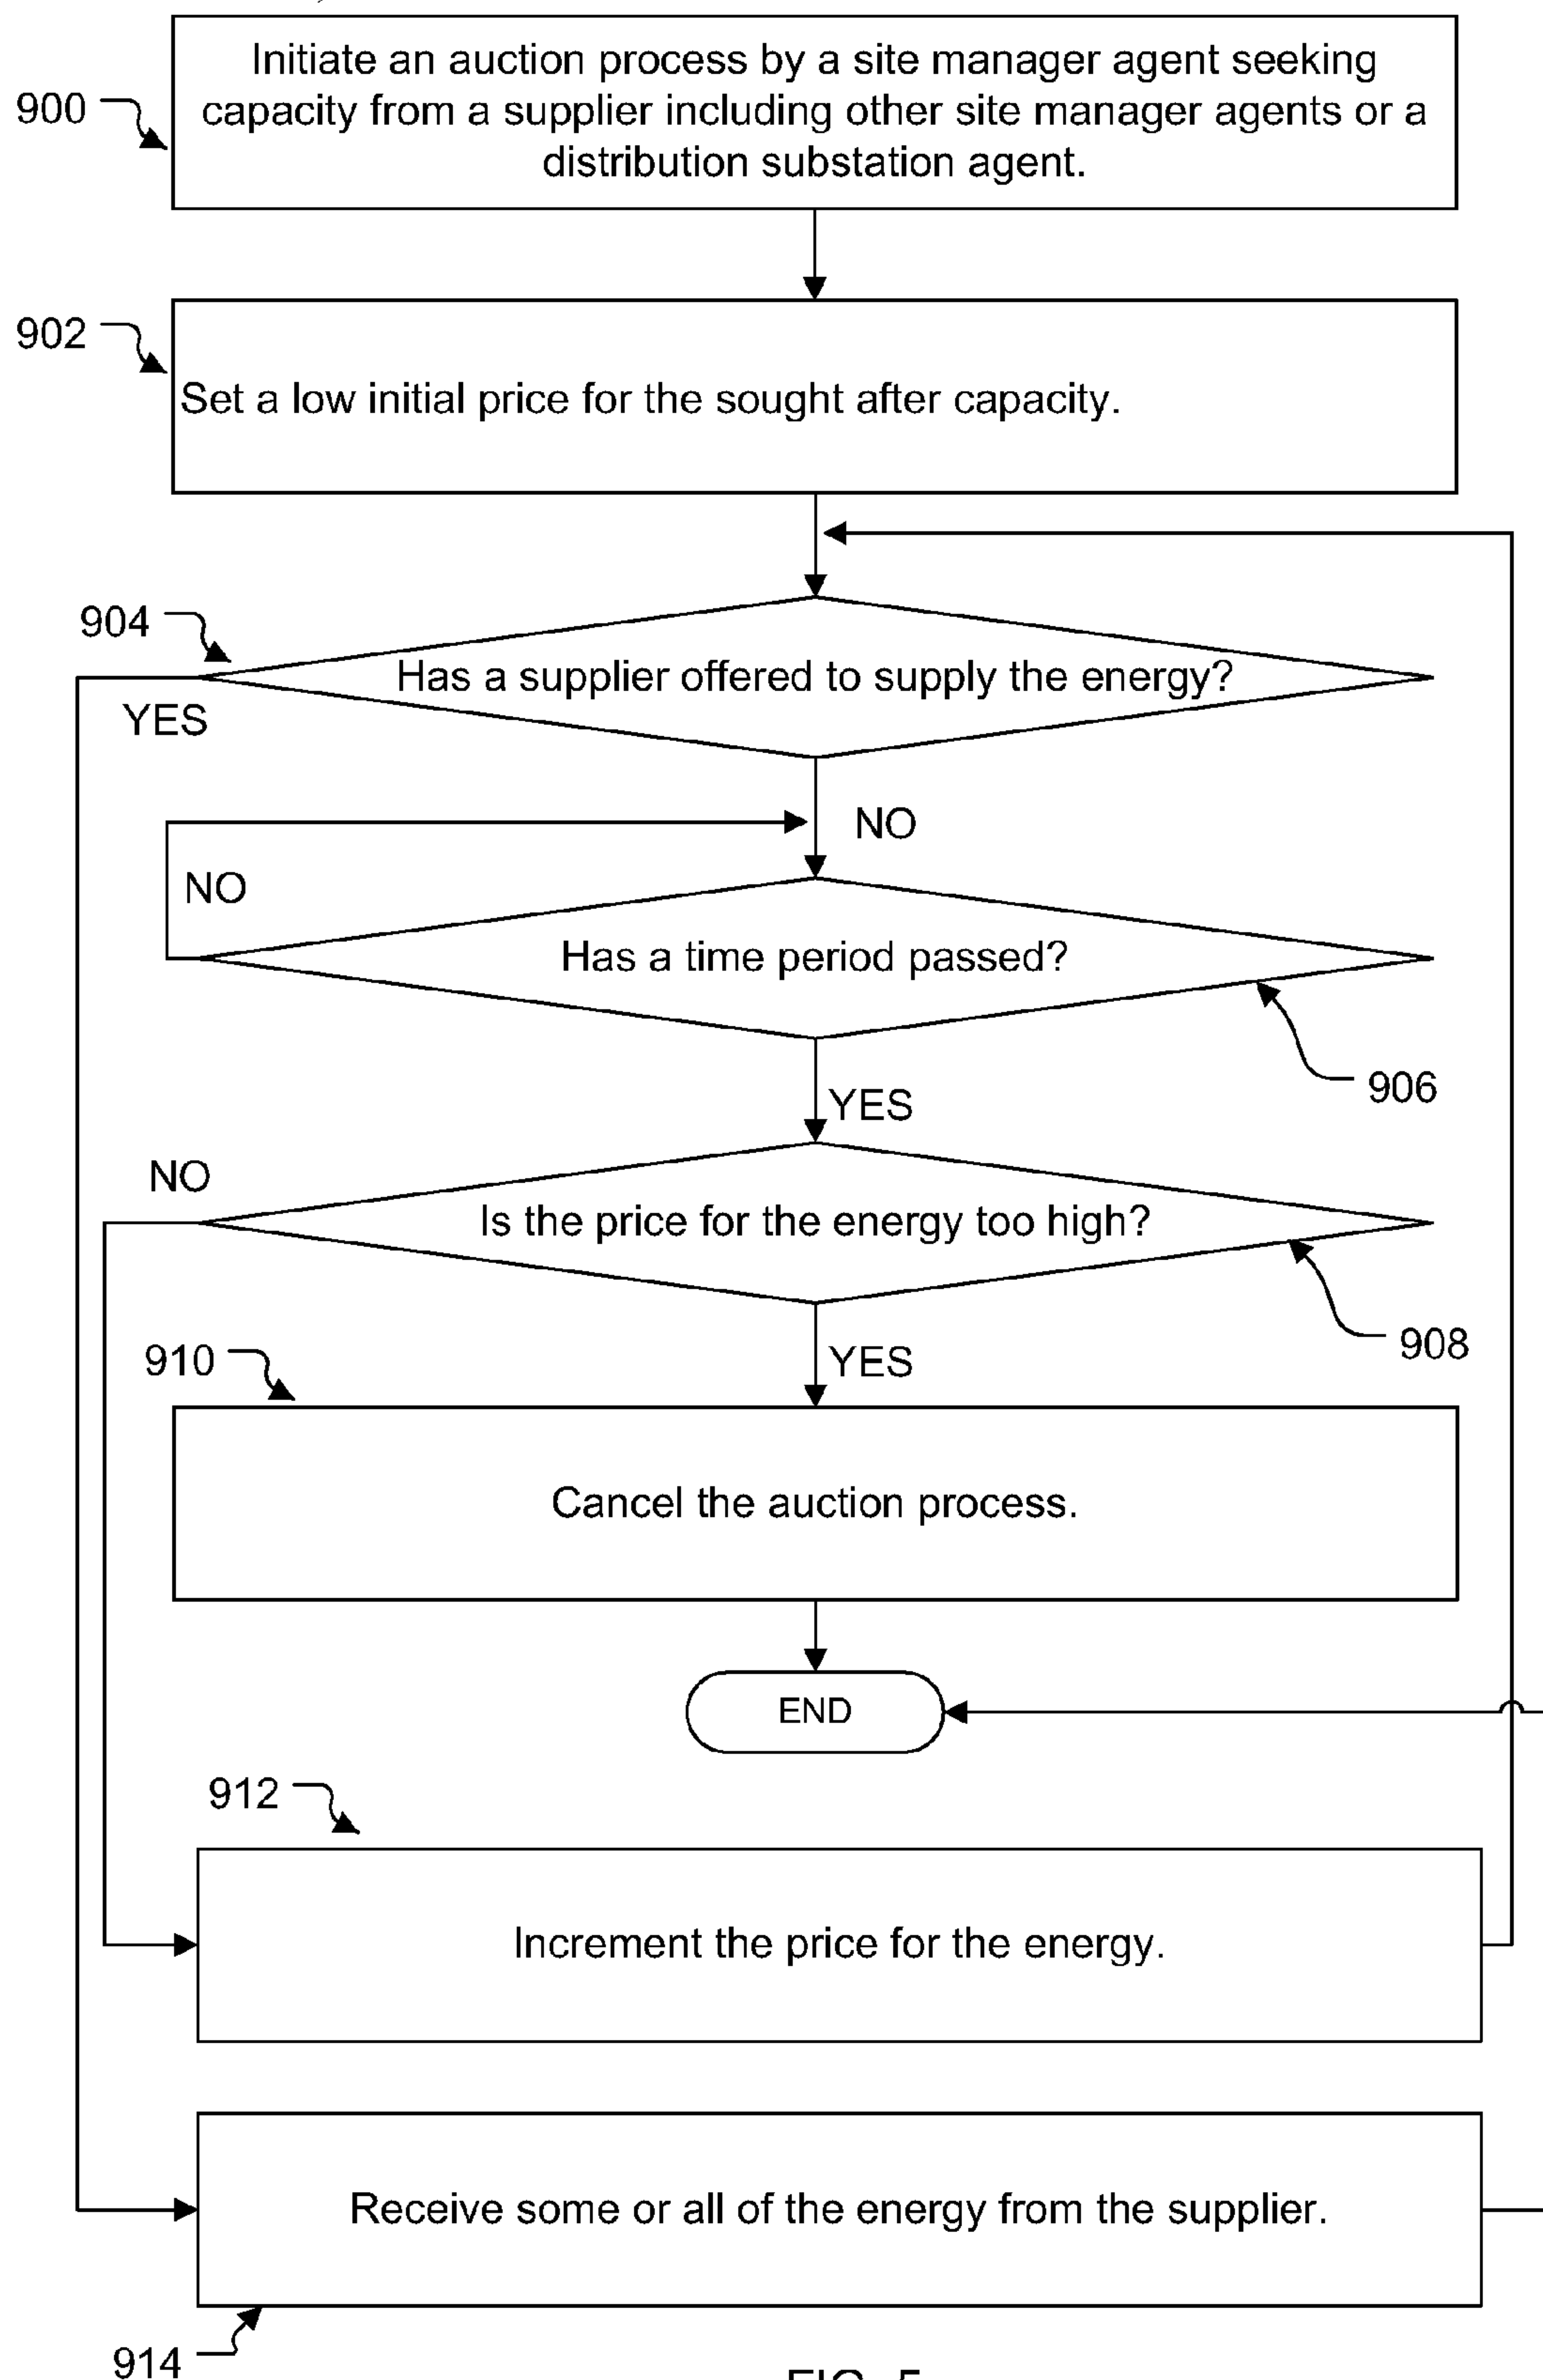 Initiate an auction process by a site manager agent seeking
capacity from a supplier including other site manager agents or a
distribution substation agent.
900
902
Set a low initial price for the sought after capacity.
904
Has a supplier offered to supply the energy?
YES
NO
NO
Has a time period passed?
906
YES
NO
Is the price for the energy too high?
908
910
YES
Cancel the auction process.
END
912
Increment the price for the energy.
Receive some or all of the energy from the supplier.
914
FIG. 5